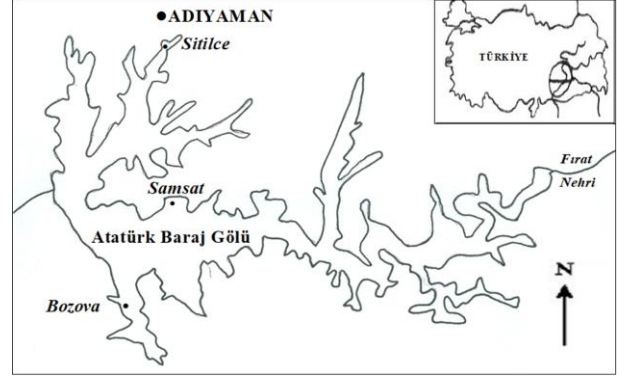 ADIYAMAN
Sitilce
TÜRKİYE
Fırat
Nehri
Samsat
Atatürk Baraj Gölü
N
Bozova